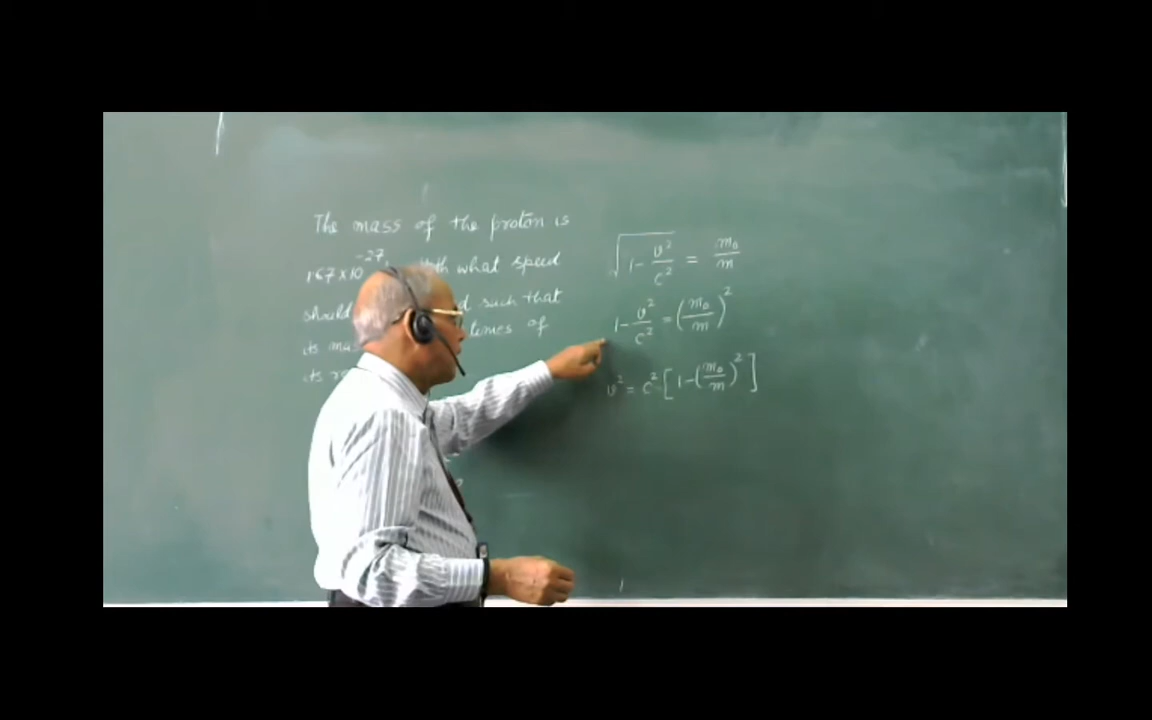 The mass of the proton is
1.67×10⁻²⁷ with what speed
should such that
its times of
its
√(1 - v²/c²) = m₀/m
1 - v²/c² = (m₀/m)²
v² = c² [1 - (m₀/m)²]